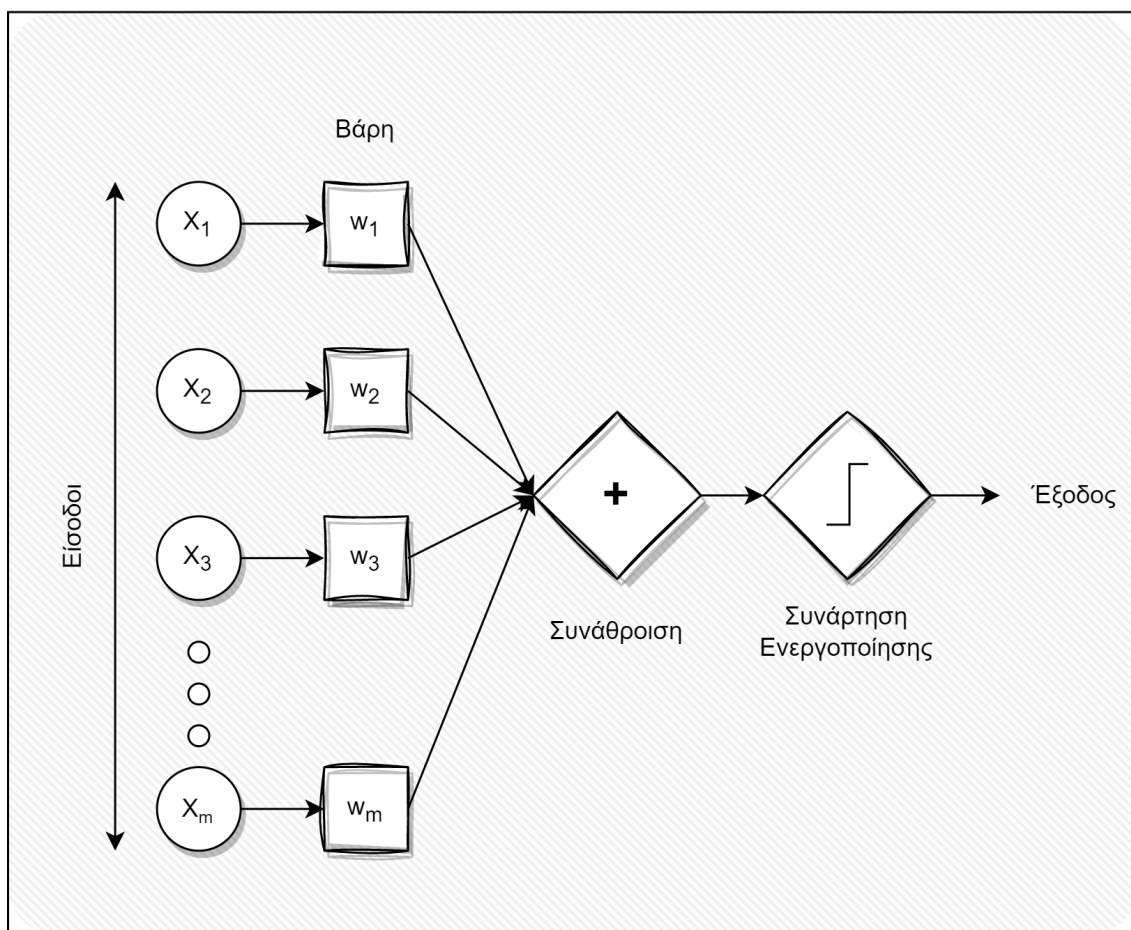 Βάρη
X1
w1
X2
w2
Είσοδοι
X3
w3
+
Έξοδος
Συνάθροιση
Συνάρτηση
Ενεργοποίησης
Xm
wm